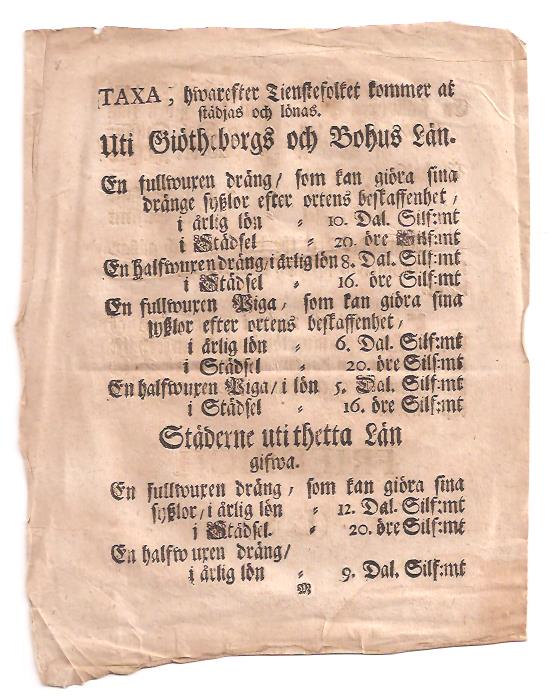 TAXA, hwarefter Tienstefolket kommer at
städjas och lönas.
Uti Giötheborgs och Bohus Län.
En fullwuxen dräng / som kan giöra sina
dränge syßlor efter ortens beskaffenhet,
i årlig lön - 10. Dal. Silf:mt
i Städsel - 20. öre Silf:mt
En halfwuxen dräng / i årlig lön 8. Dal. Silf:mt
i Städsel - 16. öre Silf:mt
En fullwuxen Piga, som kan giöra sina
syßlor efter ortens beskaffenhet,
i årlig lön - 6. Dal. Silf:mt
i Städsel - 20. öre Silf:mt
En halfwuxen Piga / i lön 5. Dal. Silf:mt
i Städsel - 16. öre Silf:mt
Städerne uti thetta Län
gifwa.
En fullwuxen dräng, som kan giöra sina
syßlor / i årlig lön - 12. Dal. Silf:mt
i Städsel. - 20. öre Silf:mt
En halfwuxen dräng /
i årlig lön - 9. Dal. Silf:mt